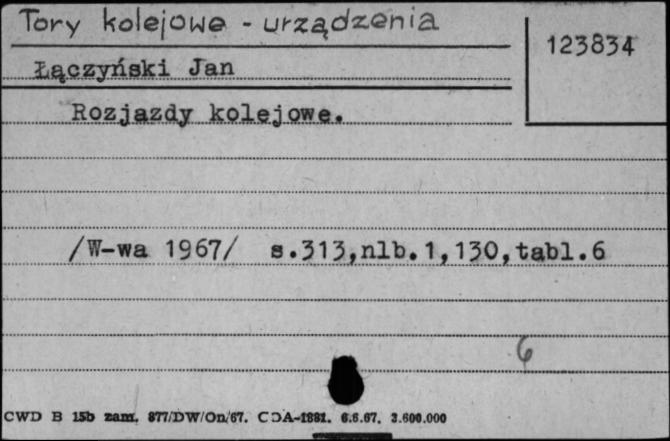 Tory kolejowe - urządzenia
123834
Łączyński Jan
Rozjazdy kolejowe.
/W-wa 1967/ s.313,nlb.1,130,tabl.6
6
CWD B 15b zam. 877/DW/On/67. CDA-1881. 6.6.67. 2.600.000